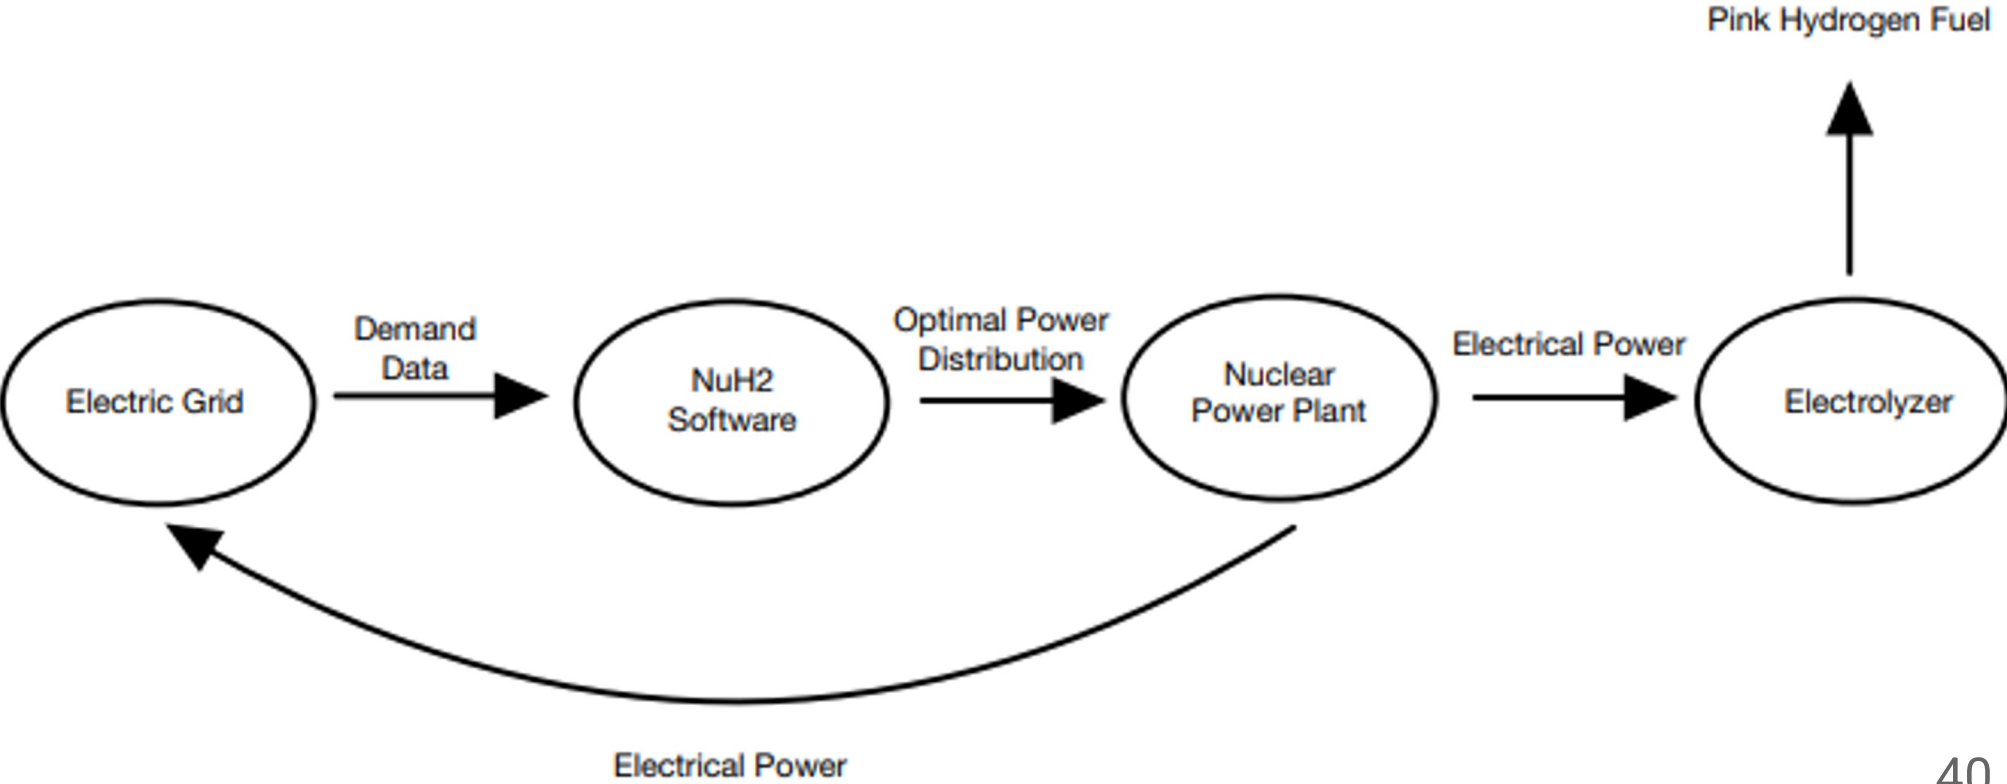 Pink Hydrogen Fuel
Electric Grid
Demand
Data
NuH2
Software
Optimal Power
Distribution
Nuclear
Power Plant
Electrical Power
Electrolyzer
Electrical Power
40